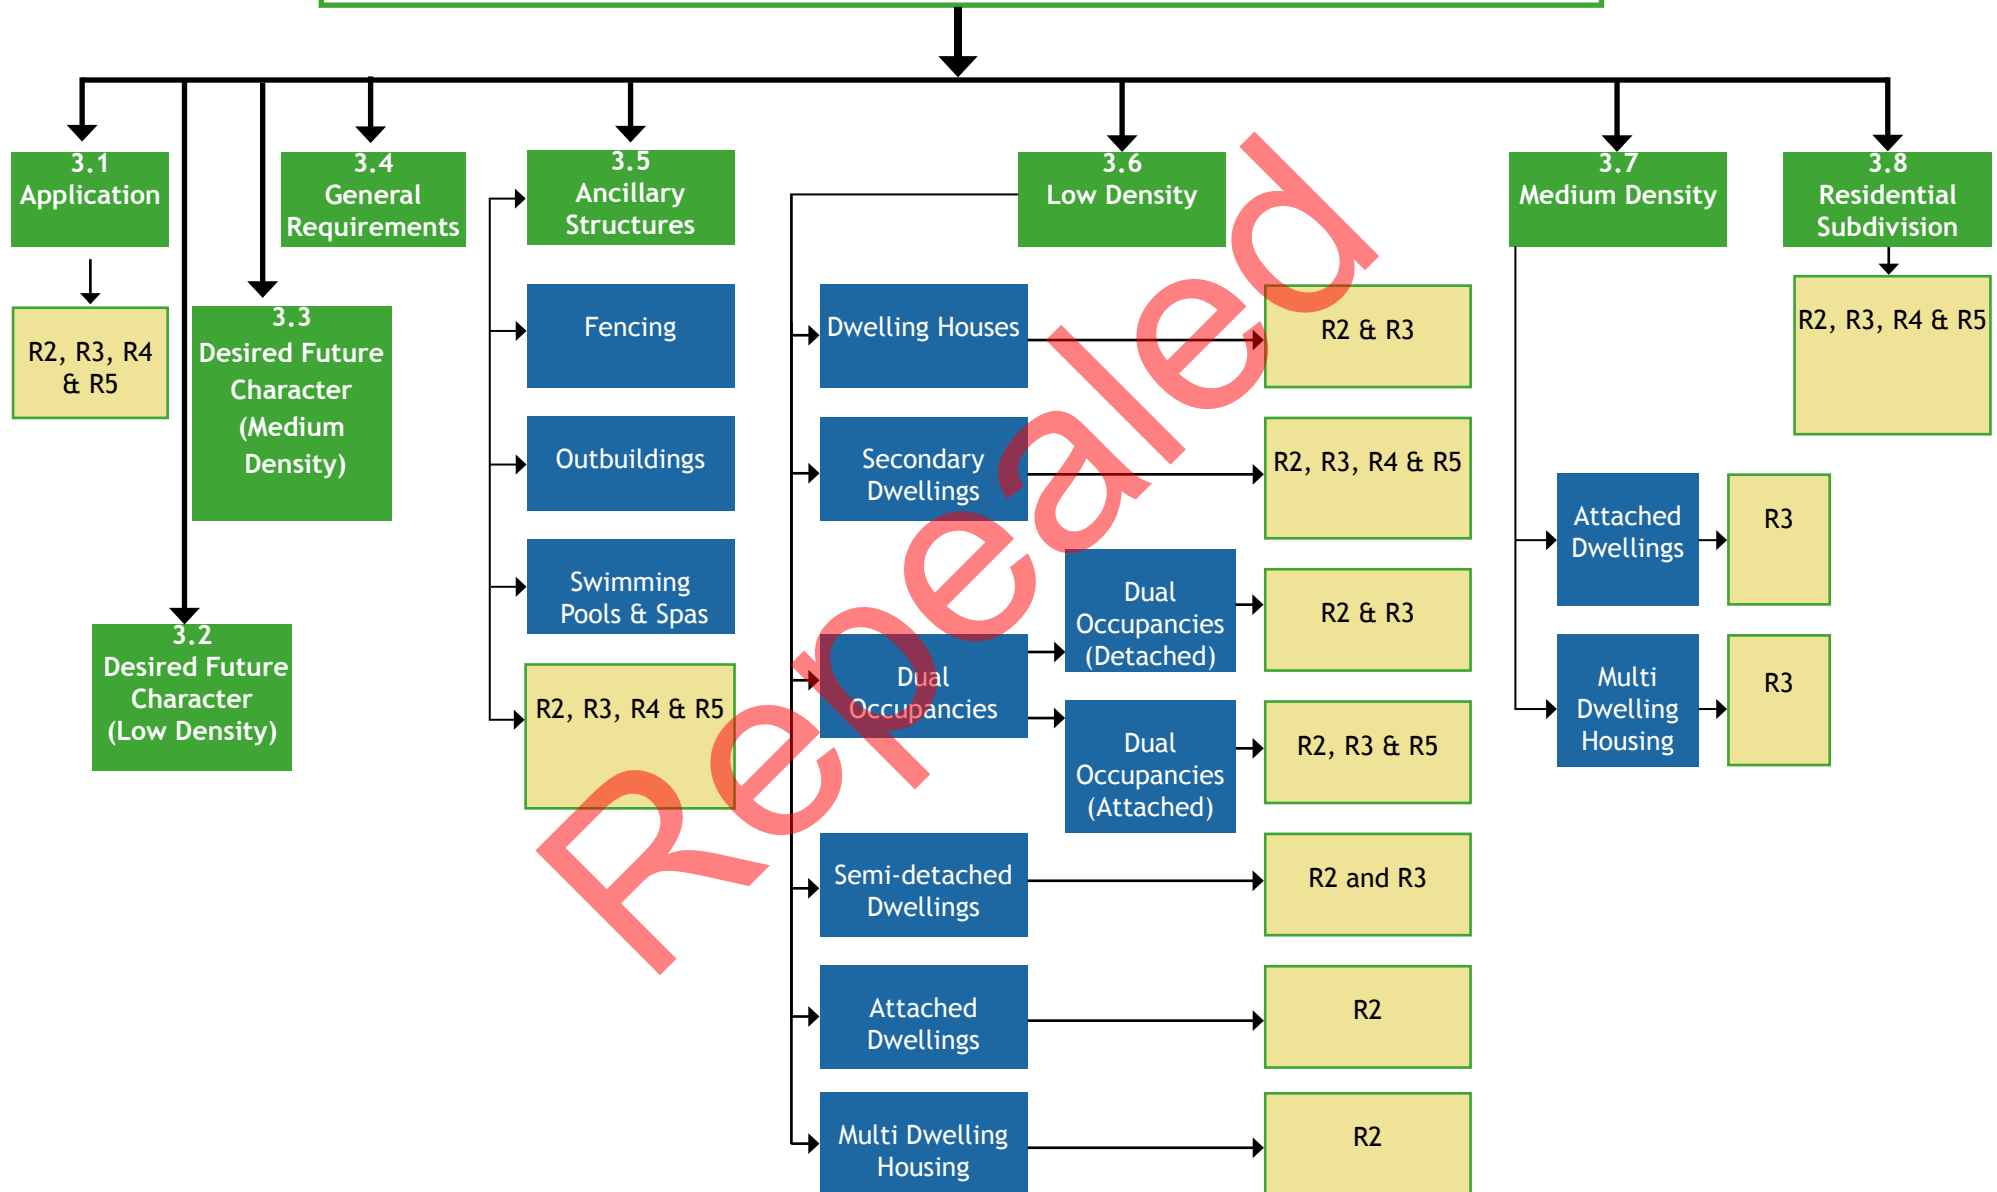 3.1
Application
R2, R3, R4
& R5
3.2
Desired Future
Character
(Low Density)
3.3
Desired Future
Character
(Medium
Density)
3.4
General
Requirements
3.5
Ancillary
Structures
Fencing
Outbuildings
Swimming
Pools & Spas
R2, R3, R4 & R5
3.6
Low Density
Dwelling Houses
R2 & R3
Secondary
Dwellings
R2, R3, R4 & R5
Dual
Occupancies
Dual
Occupancies
(Detached)
R2 & R3
Dual
Occupancies
(Attached)
R2, R3 & R5
Semi-detached
Dwellings
R2 and R3
Attached
Dwellings
R2
Multi Dwelling
Housing
R2
3.7
Medium Density
Attached
Dwellings
R3
Multi
Dwelling
Housing
R3
3.8
Residential
Subdivision
R2, R3, R4 & R5
Repealed